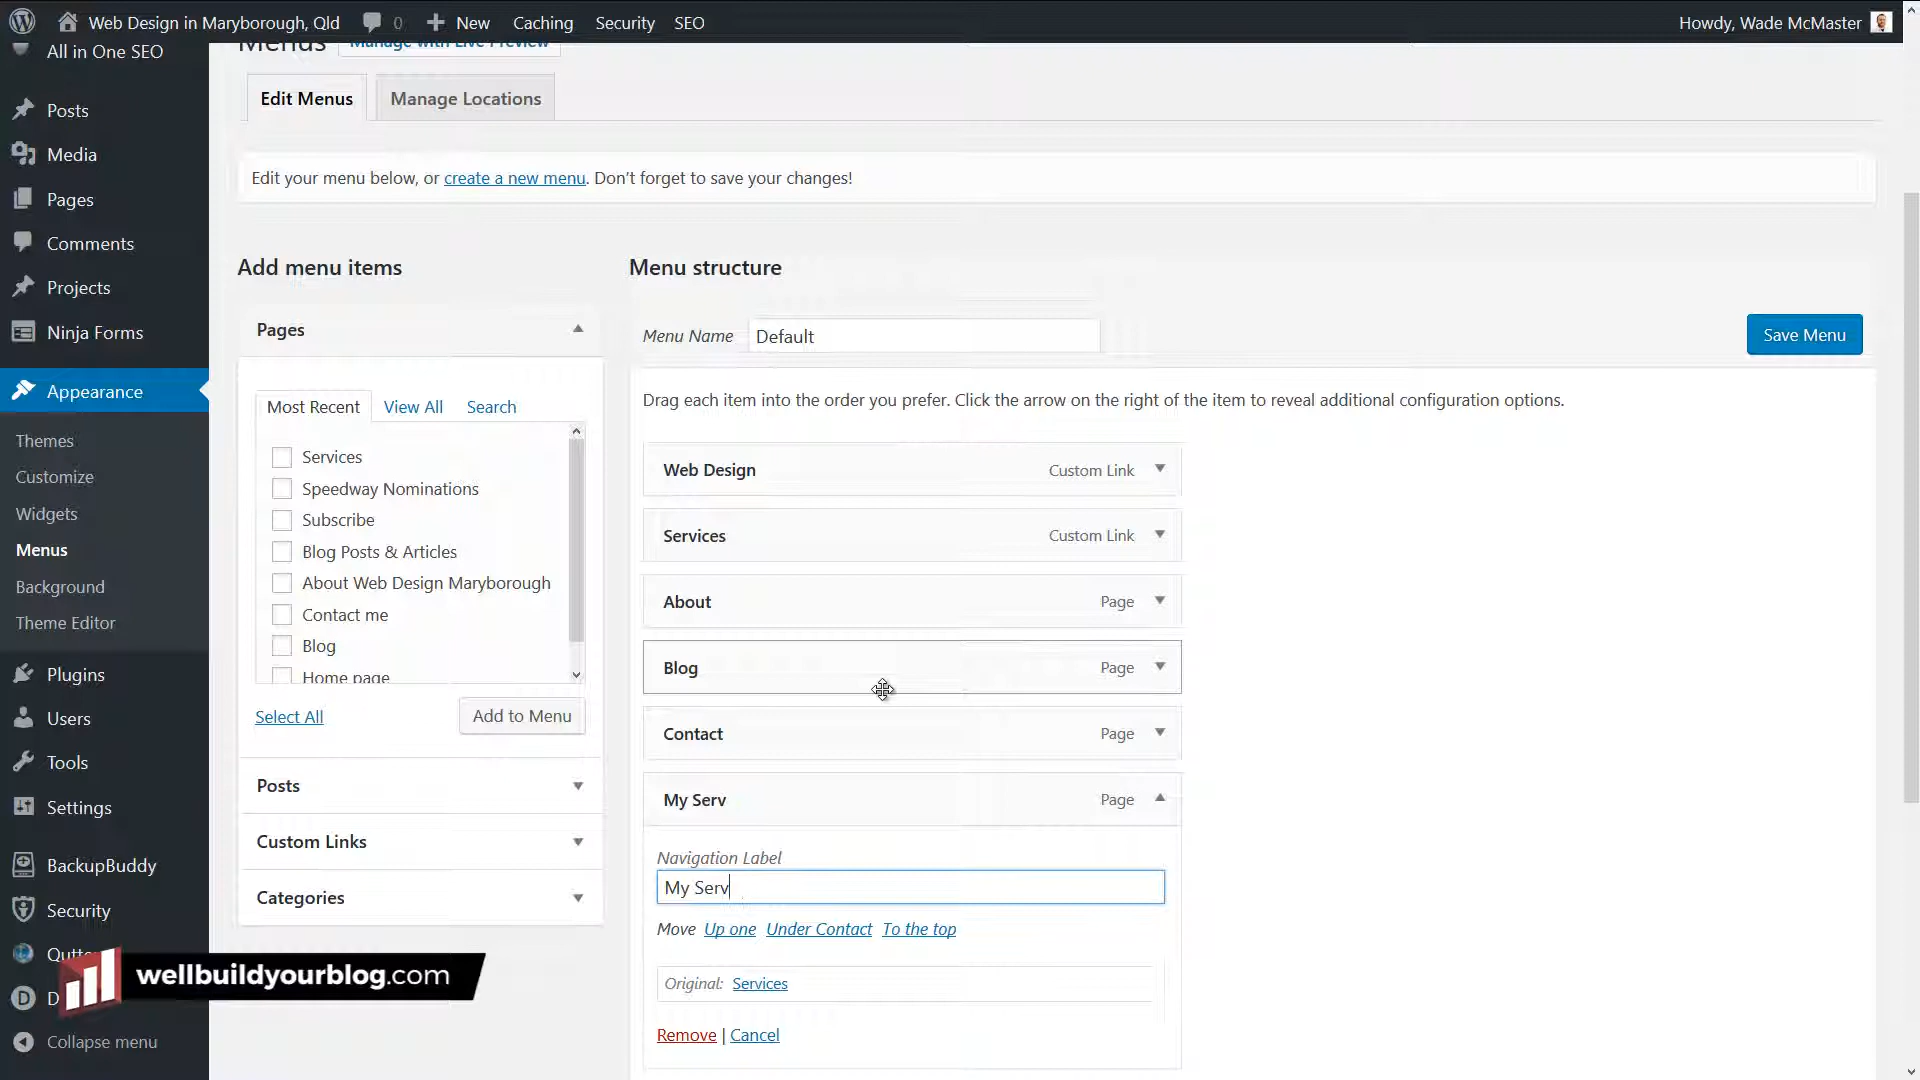 Web Design in Maryborough, Qld
0
New
Caching
Security
SEO
Howdy, Wade McMaster
All in One SEO
Posts
Media
Pages
Comments
Projects
Ninja Forms
Appearance
Themes
Customize
Widgets
Menus
Background
Theme Editor
Plugins
Users
Tools
Settings
BackupBuddy
Security
D
Collapse menu
wellbuildyourblog.com
Menus
Manage with Live Preview
Edit Menus
Manage Locations
Edit your menu below, or create a new menu. Don’t forget to save your changes!
Add menu items
Pages
Most Recent
View All
Search
Services
Speedway Nominations
Subscribe
Blog Posts & Articles
About Web Design Maryborough
Contact me
Blog
Home page
Select All
Add to Menu
Posts
Custom Links
Categories
Menu structure
Menu Name
Default
Save Menu
Drag each item into the order you prefer. Click the arrow on the right of the item to reveal additional configuration options.
Web Design
Custom Link
Services
Custom Link
About
Page
Blog
Page
Contact
Page
My Serv
Page
Navigation Label
My Serv
Move Up one Under Contact To the top
Original: Services
Remove | Cancel